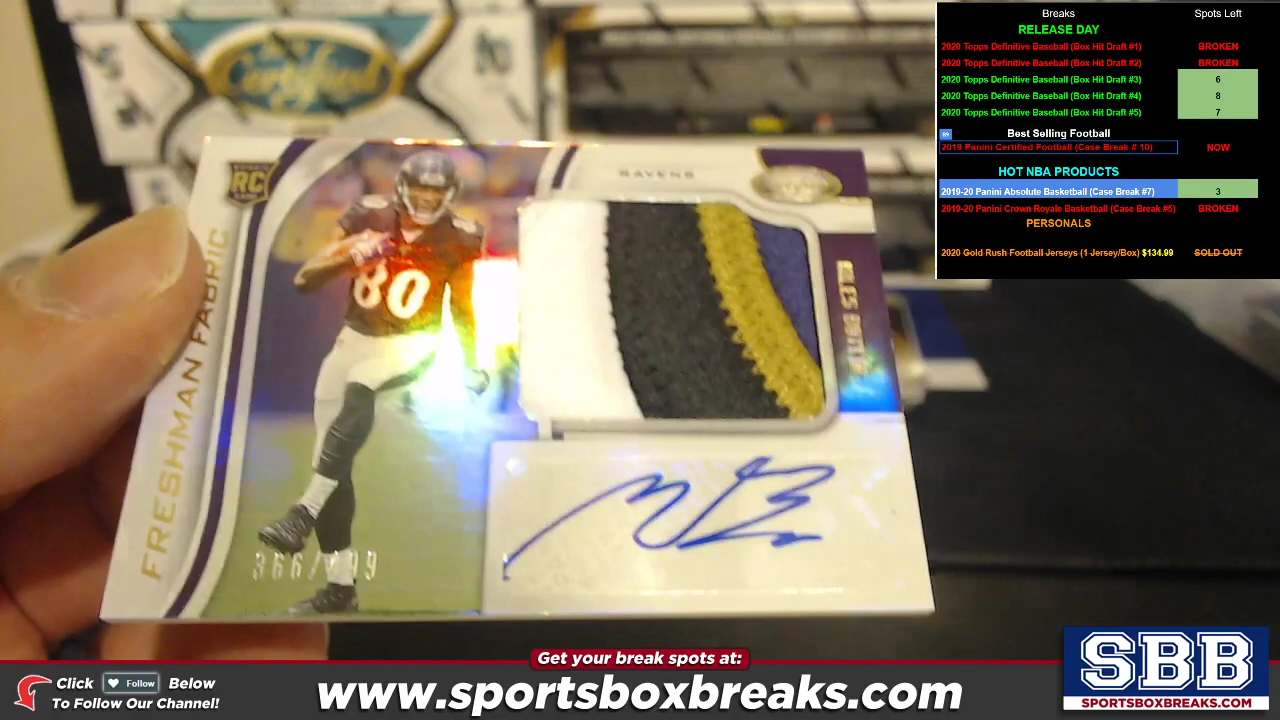 Breaks Spots Left
RELEASE DAY
2020 Topps Definitive Baseball (Box Hit Draft #1) BROKEN
2020 Topps Definitive Baseball (Box Hit Draft #2) BROKEN
2020 Topps Definitive Baseball (Box Hit Draft #3) 6
2020 Topps Definitive Baseball (Box Hit Draft #4) 8
2020 Topps Definitive Baseball (Box Hit Draft #5) 7
Best Selling Football
2019 Panini Certified Football (Case Break # 10) NOW
HOT NBA PRODUCTS
2019-20 Panini Absolute Basketball (Case Break #7) 3
2019-20 Panini Crown Royale Basketball (Case Break #5) BROKEN
PERSONALS
2020 Gold Rush Football Jerseys (1 Jersey/Box) $134.99 SOLD OUT
RC
RAVENS
FRESHMAN FABRIC
80
366/499
Get your break spots at:
www.sportsboxbreaks.com
Click Follow Below
To Follow Our Channel!
SBB
SPORTSBOXBREAKS.COM